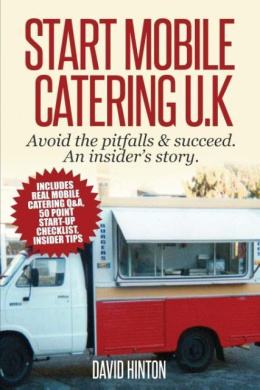 START MOBILE
CATERING U.K
Avoid the pitfalls & succeed.
An insider's story.
INCLUDES
REAL MOBILE
CATERING Q&A,
50 POINT
START-UP
CHECKLIST,
INSIDER TIPS
BURGERS
DAVID HINTON